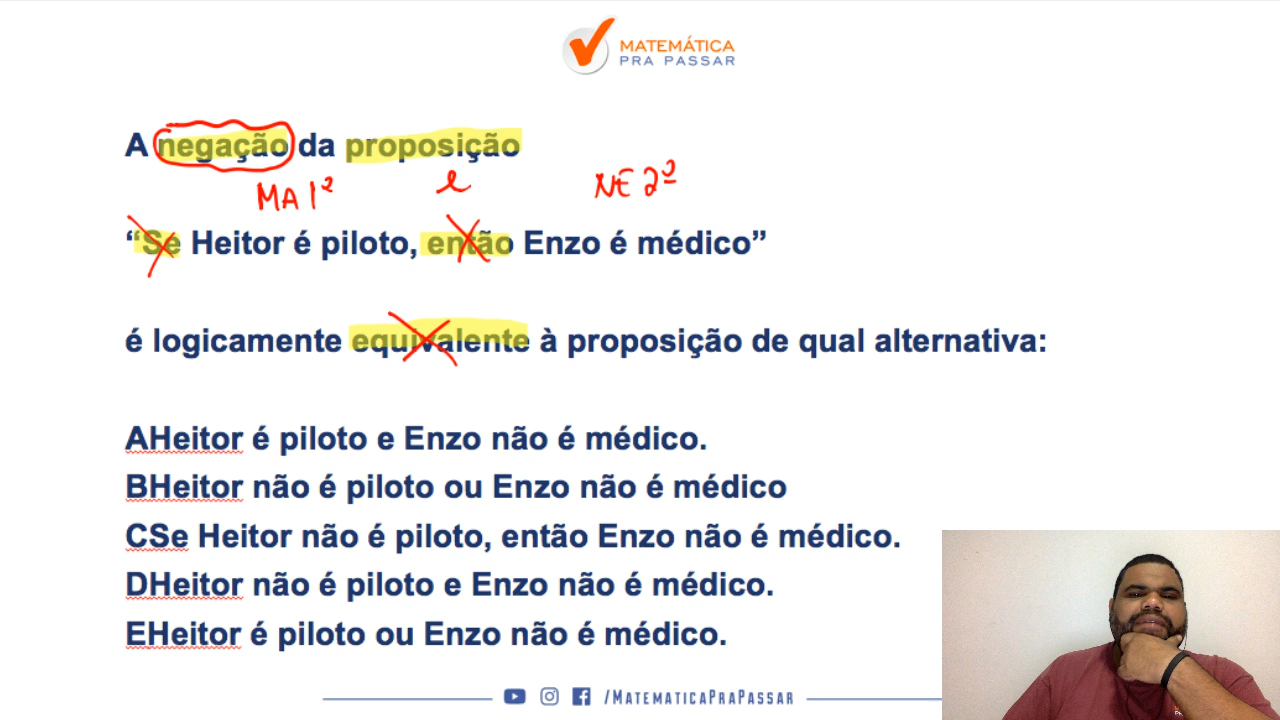 MATEMÁTICA
PRA PASSAR
A negação da proposição
MA 1ª e NE 2ª
“Se Heitor é piloto, então Enzo é médico”
é logicamente equivalente à proposição de qual alternativa:
AHeitor é piloto e Enzo não é médico.
BHeitor não é piloto ou Enzo não é médico
CSe Heitor não é piloto, então Enzo não é médico.
DHeitor não é piloto e Enzo não é médico.
EHeitor é piloto ou Enzo não é médico.
/MATEMATICAPRAPASSAR